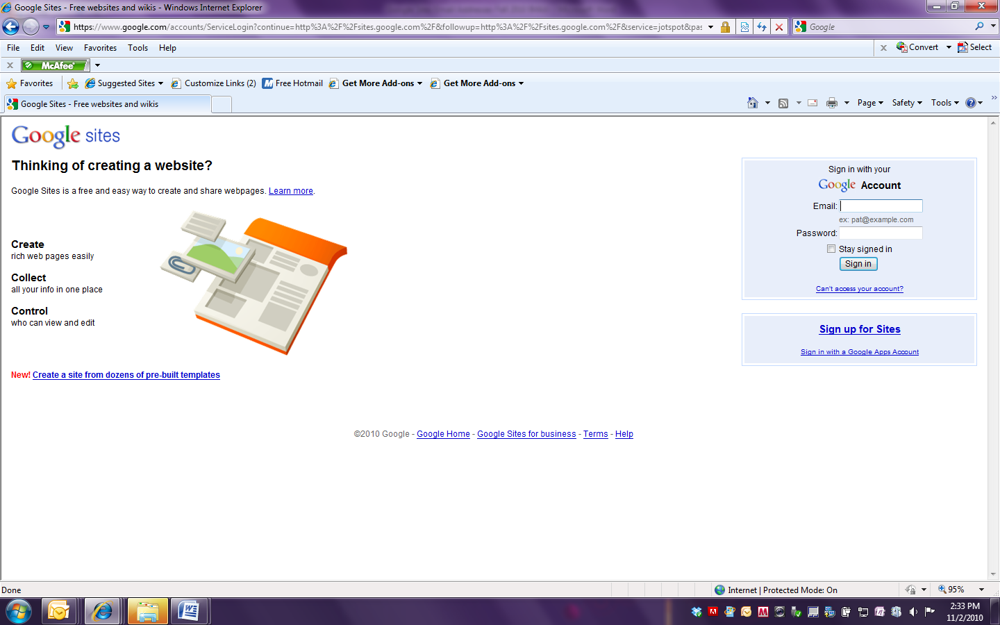 Google Sites - Free websites and wikis - Windows Internet Explorer
https://www.google.com/accounts/ServiceLogin?continue=http%3A%2F%2Fsites.google.com%2F&followup=http%3A%2F%2Fsites.google.com%2F&service=jotspot&pas
Google
File Edit View Favorites Tools Help
x Convert Select
x McAfee
Favorites Suggested Sites Customize Links (2) Free Hotmail Get More Add-ons Get More Add-ons
Google Sites - Free websites and wikis
Page Safety Tools
Google sites
Thinking of creating a website?
Google Sites is a free and easy way to create and share webpages. Learn more.
Create
rich web pages easily
Collect
all your info in one place
Control
who can view and edit
New! Create a site from dozens of pre-built templates
Sign in with your
Google Account
Email:
ex: pat@example.com
Password:
Stay signed in
Sign in
Can't access your account?
Sign up for Sites
Sign in with a Google Apps Account
©2010 Google - Google Home - Google Sites for business - Terms - Help
Done
Internet | Protected Mode: On
95%
2:33 PM
11/2/2010